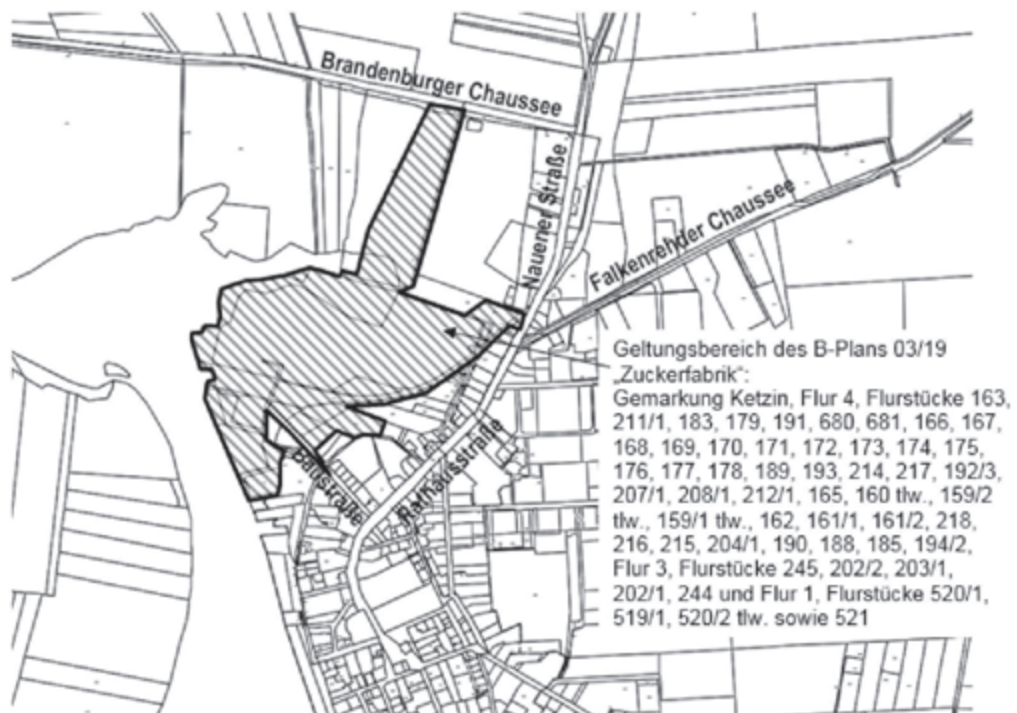 Brandenburger Chaussee
Nauener Straße
Falkenrehder Chaussee
Geltungsbereich des B-Plans 03/19
„Zuckerfabrik“:
Gemarkung Ketzin, Flur 4, Flurstücke 163,
211/1, 183, 179, 191, 680, 681, 166, 167,
168, 169, 170, 171, 172, 173, 174, 175,
176, 177, 178, 189, 193, 214, 217, 192/3,
207/1, 208/1, 212/1, 165, 160 tlw., 159/2
tlw., 159/1 tlw., 162, 161/1, 161/2, 218,
216, 215, 204/1, 190, 188, 185, 194/2,
Flur 3, Flurstücke 245, 202/2, 203/1,
202/1, 244 und Flur 1, Flurstücke 520/1,
519/1, 520/2 tlw. sowie 521
Baustraße
Rathausstraße